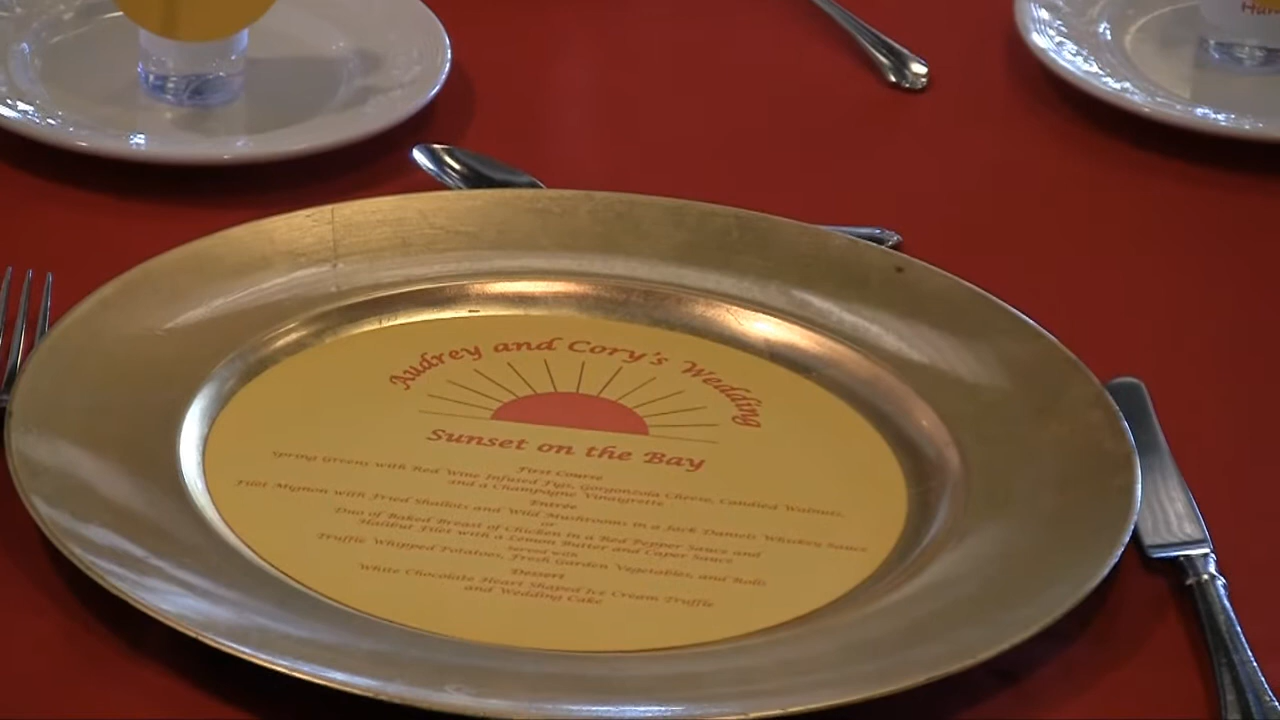 Audrey and Cory's Wedding
Sunset on the Bay
First Course
Spring Greens with Red Wine Infused Figs, Gorgonzola Cheese, Candied Walnuts,
and a Champagne Vinaigrette
Entrée
Filet Mignon with Fried Shallots and Wild Mushrooms in a Jack Daniels Whiskey Sauce
or
Duo of Baked Breast of Chicken in a Red Pepper Sauce and
Halibut Filet with a Lemon Butter and Caper Sauce
Served with
Truffle Whipped Potatoes, Fresh Garden Vegetables, and Rolls
Dessert
White Chocolate Heart Shaped Ice Cream Truffle
and Wedding Cake